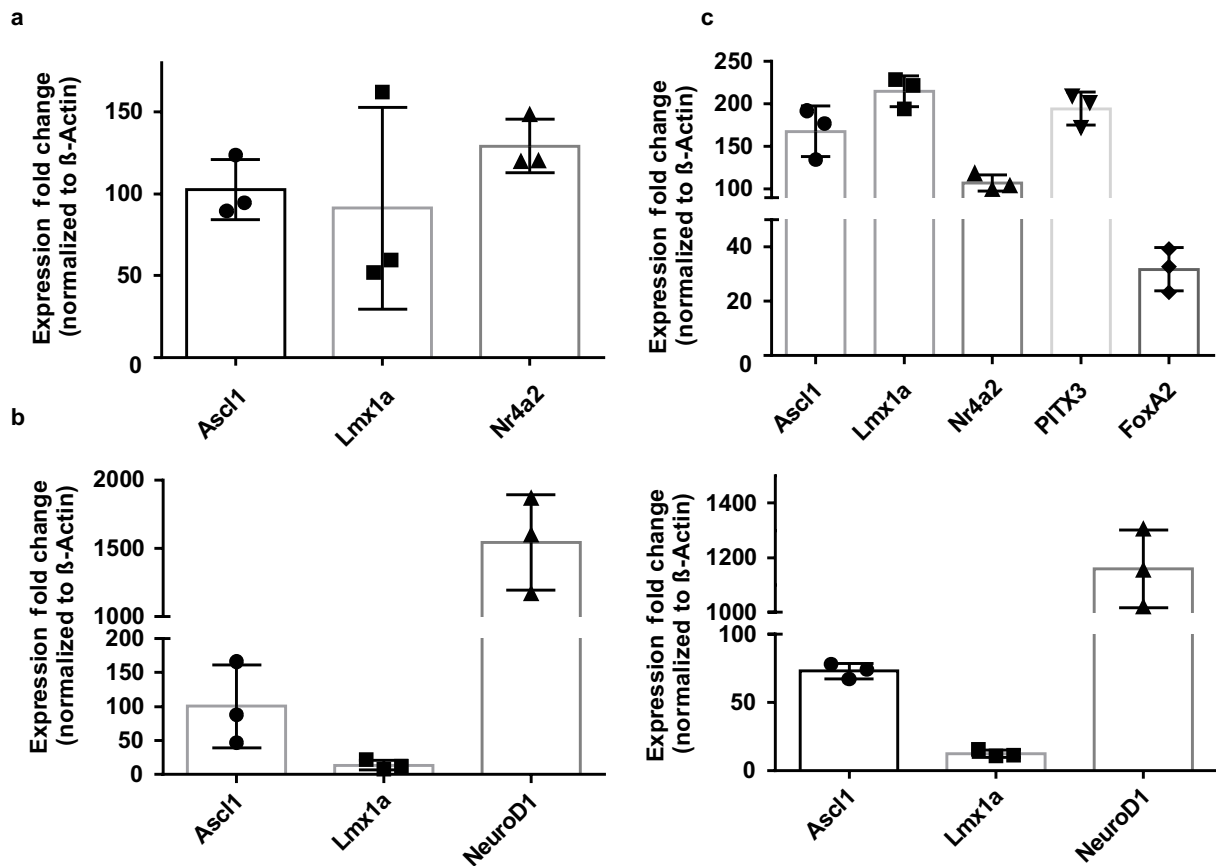 a
Expression fold change
(normalized to ß-Actin)
150
100
50
0
Ascl1
Lmx1a
Nr4a2
c
Expression fold change
(normalized to ß-Actin)
250
200
150
100
40
20
0
Ascl1
Lmx1a
Nr4a2
PITX3
FoxA2
b
Expression fold change
(normalized to ß-Actin)
2000
1500
1000
200
150
100
50
0
Ascl1
Lmx1a
NeuroD1
Expression fold change
(normalized to ß-Actin)
1400
1200
1000
100
50
0
Ascl1
Lmx1a
NeuroD1